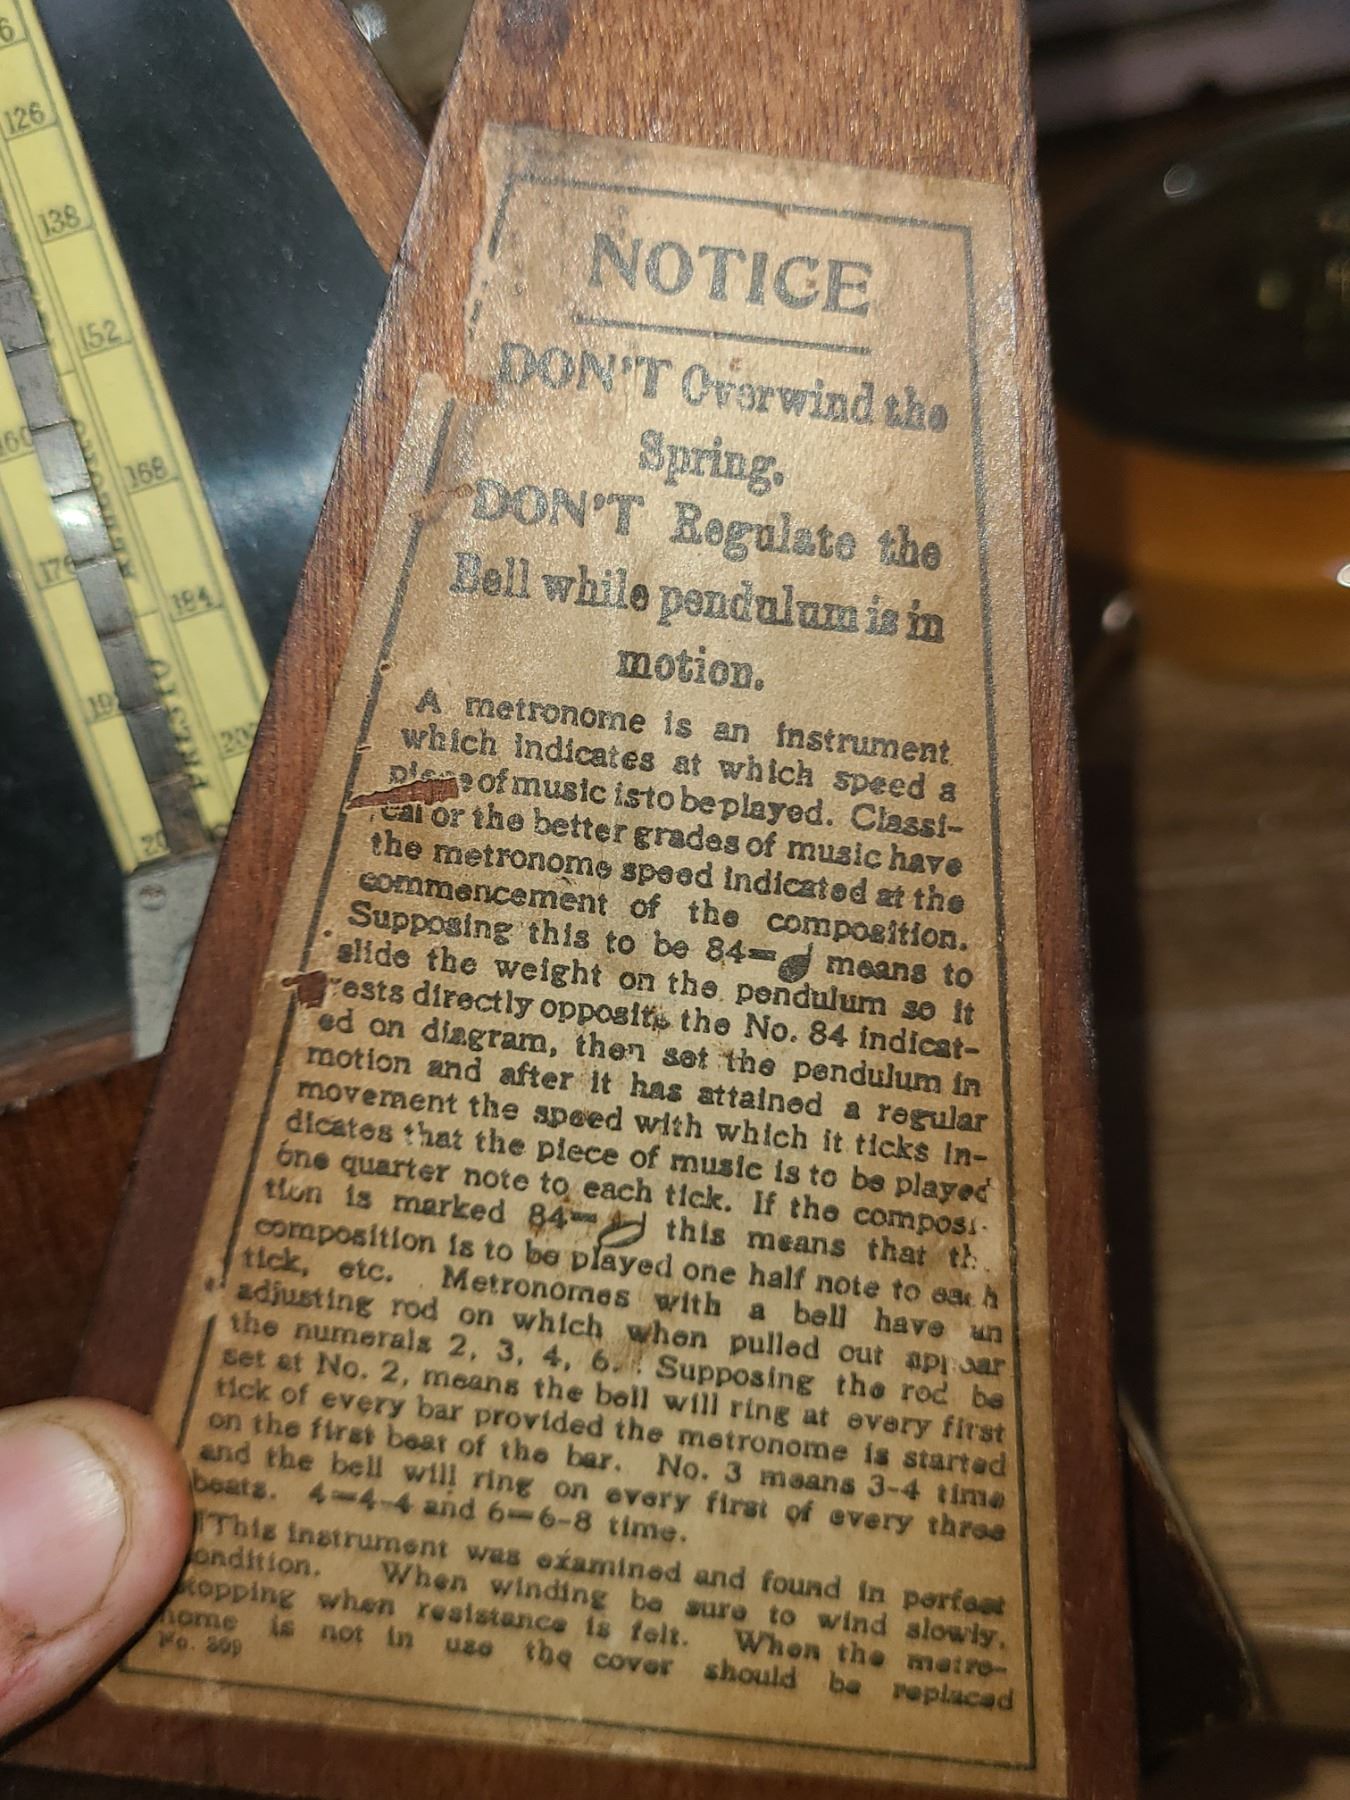 126
138
152
168
176
184
PRESTO
NOTICE
DON'T Overwind the
Spring.
DON'T Regulate the
Bell while pendulum is in
motion.
A metronome is an instrument
which indicates at which speed a
piece of music is to be played. Classi-
cal or the better grades of music have
the metronome speed indicated at the
commencement of the composition.
Supposing this to be 84=♩ means to
slide the weight on the pendulum so it
rests directly opposite the No. 84 indicat-
ed on diagram, then set the pendulum in
motion and after it has attained a regular
movement the speed with which it ticks in-
dicates that the piece of music is to be played
one quarter note to each tick. If the composi-
tion is marked 84= this means that th
composition is to be played one half note to each
tick, etc. Metronomes with a bell have an
adjusting rod on which when pulled out appear
the numerals 2, 3, 4, 6. Supposing the rod be
set at No. 2, means the bell will ring at every first
tick of every bar provided the metronome is started
on the first beat of the bar. No. 3 means 3-4 time
and the bell will ring on every first of every three
beats. 4=4-4 and 6=6-8 time.
This instrument was examined and found in perfect
condition. When winding be sure to wind slowly,
stopping when resistance is felt. When the metro-
nome is not in use the cover should be replaced
No. 309